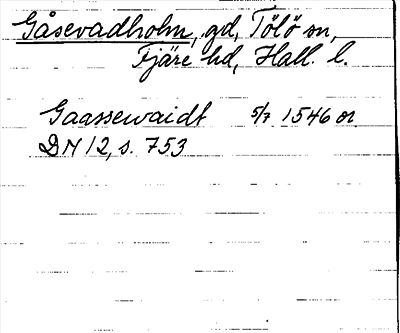 Gåsevadholm, gd, Tölö sn,
Fjäre hd, Hall. l.
Gaassewaidt 5/7 1546 or.
DN 12, s. 753